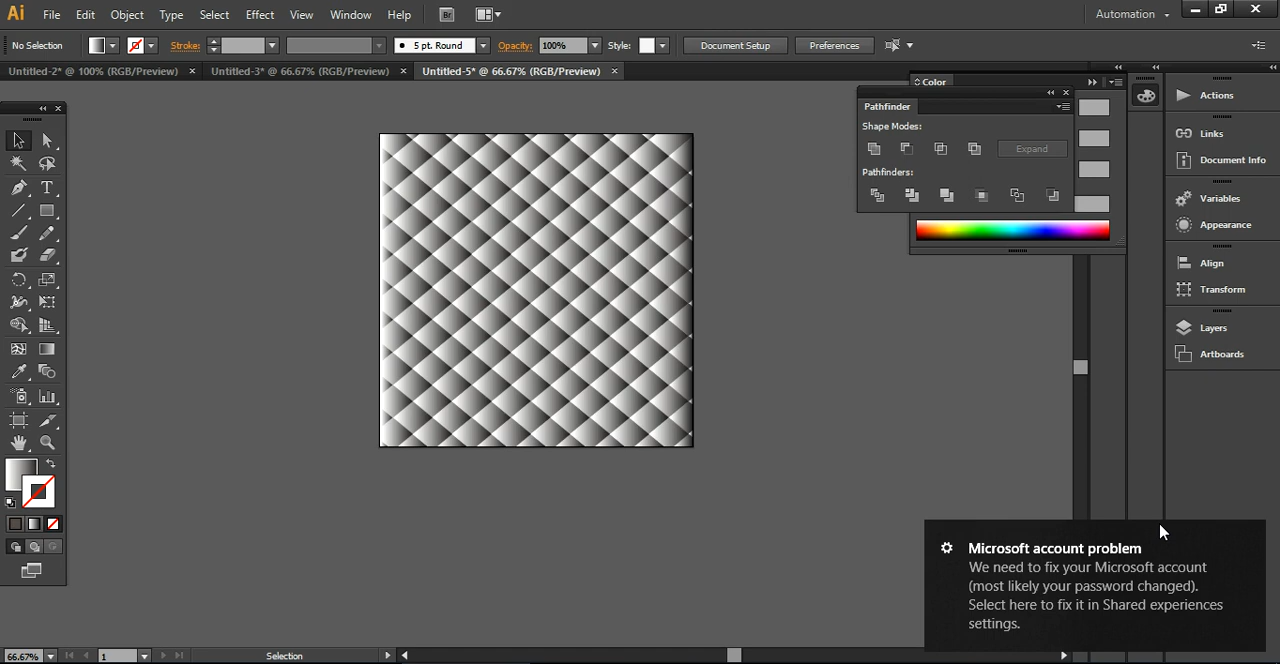 Ai File Edit Object Type Select Effect View Window Help Br Automation
No Selection Stroke: 5 pt. Round Opacity: 100% Style: Document Setup Preferences
Untitled-2* @ 100% (RGB/Preview) × Untitled-3* @ 66.67% (RGB/Preview) × Untitled-5* @ 66.67% (RGB/Preview) ×
Color
Pathfinder
Shape Modes:
Expand
Pathfinders:
Actions
Links
Document Info
Variables
Appearance
Align
Transform
Layers
Artboards
Microsoft account problem
We need to fix your Microsoft account
(most likely your password changed).
Select here to fix it in Shared experiences
settings.
66.67% 1 Selection